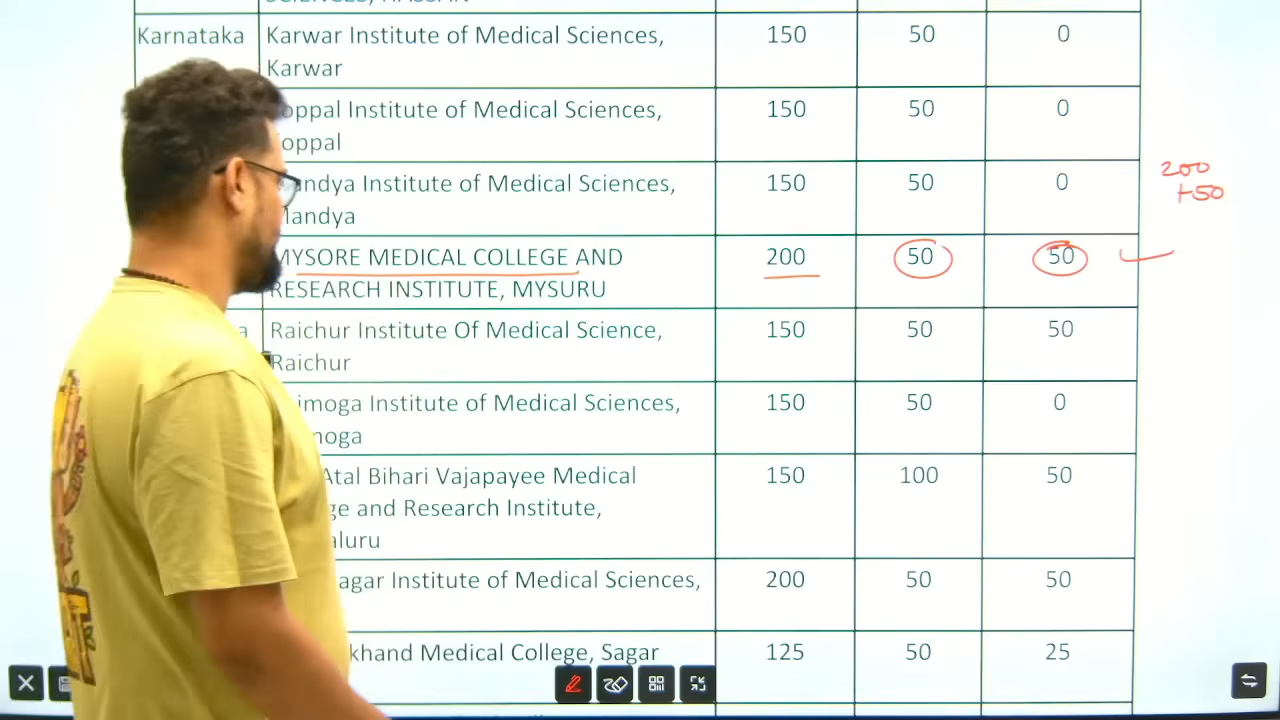 Karnataka Karwar Institute of Medical Sciences, 150 50 0
Karwar
oppal Institute of Medical Sciences, 150 50 0
oppal
andya Institute of Medical Sciences, 150 50 0
landya
200
+50
MYSORE MEDICAL COLLEGE AND 200 50 50
RESEARCH INSTITUTE, MYSURU
a Raichur Institute Of Medical Science, 150 50 50
Raichur
imoga Institute of Medical Sciences, 150 50 0
noga
Atal Bihari Vajapayee Medical 150 100 50
ge and Research Institute,
aluru
agar Institute of Medical Sciences, 200 50 50
khand Medical College, Sagar 125 50 25